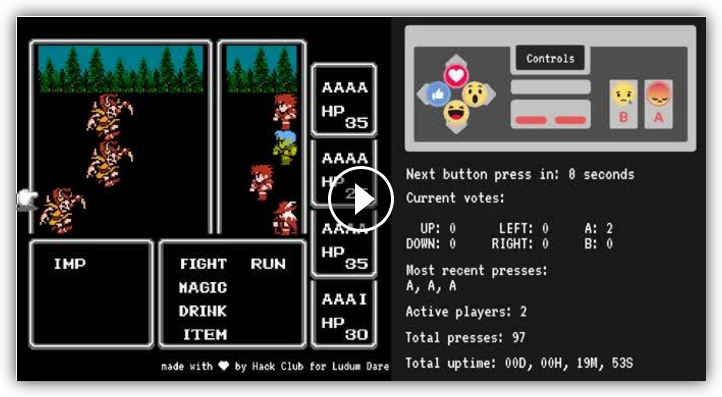 AAAA
HP
35
AAAA
HP
AAAA
HP
35
AAAI
HP
30
IMP
FIGHT RUN
MAGIC
DRINK
ITEM
made with by Hack Club for Ludum Dare
Controls
B A
Next button press in: 8 seconds
Current votes:
UP: 0 LEFT: 0 A: 2
DOWN: 0 RIGHT: 0 B: 0
Most recent presses:
A, A, A
Active players: 2
Total presses: 97
Total uptime: 00D, 00H, 19M, 53S